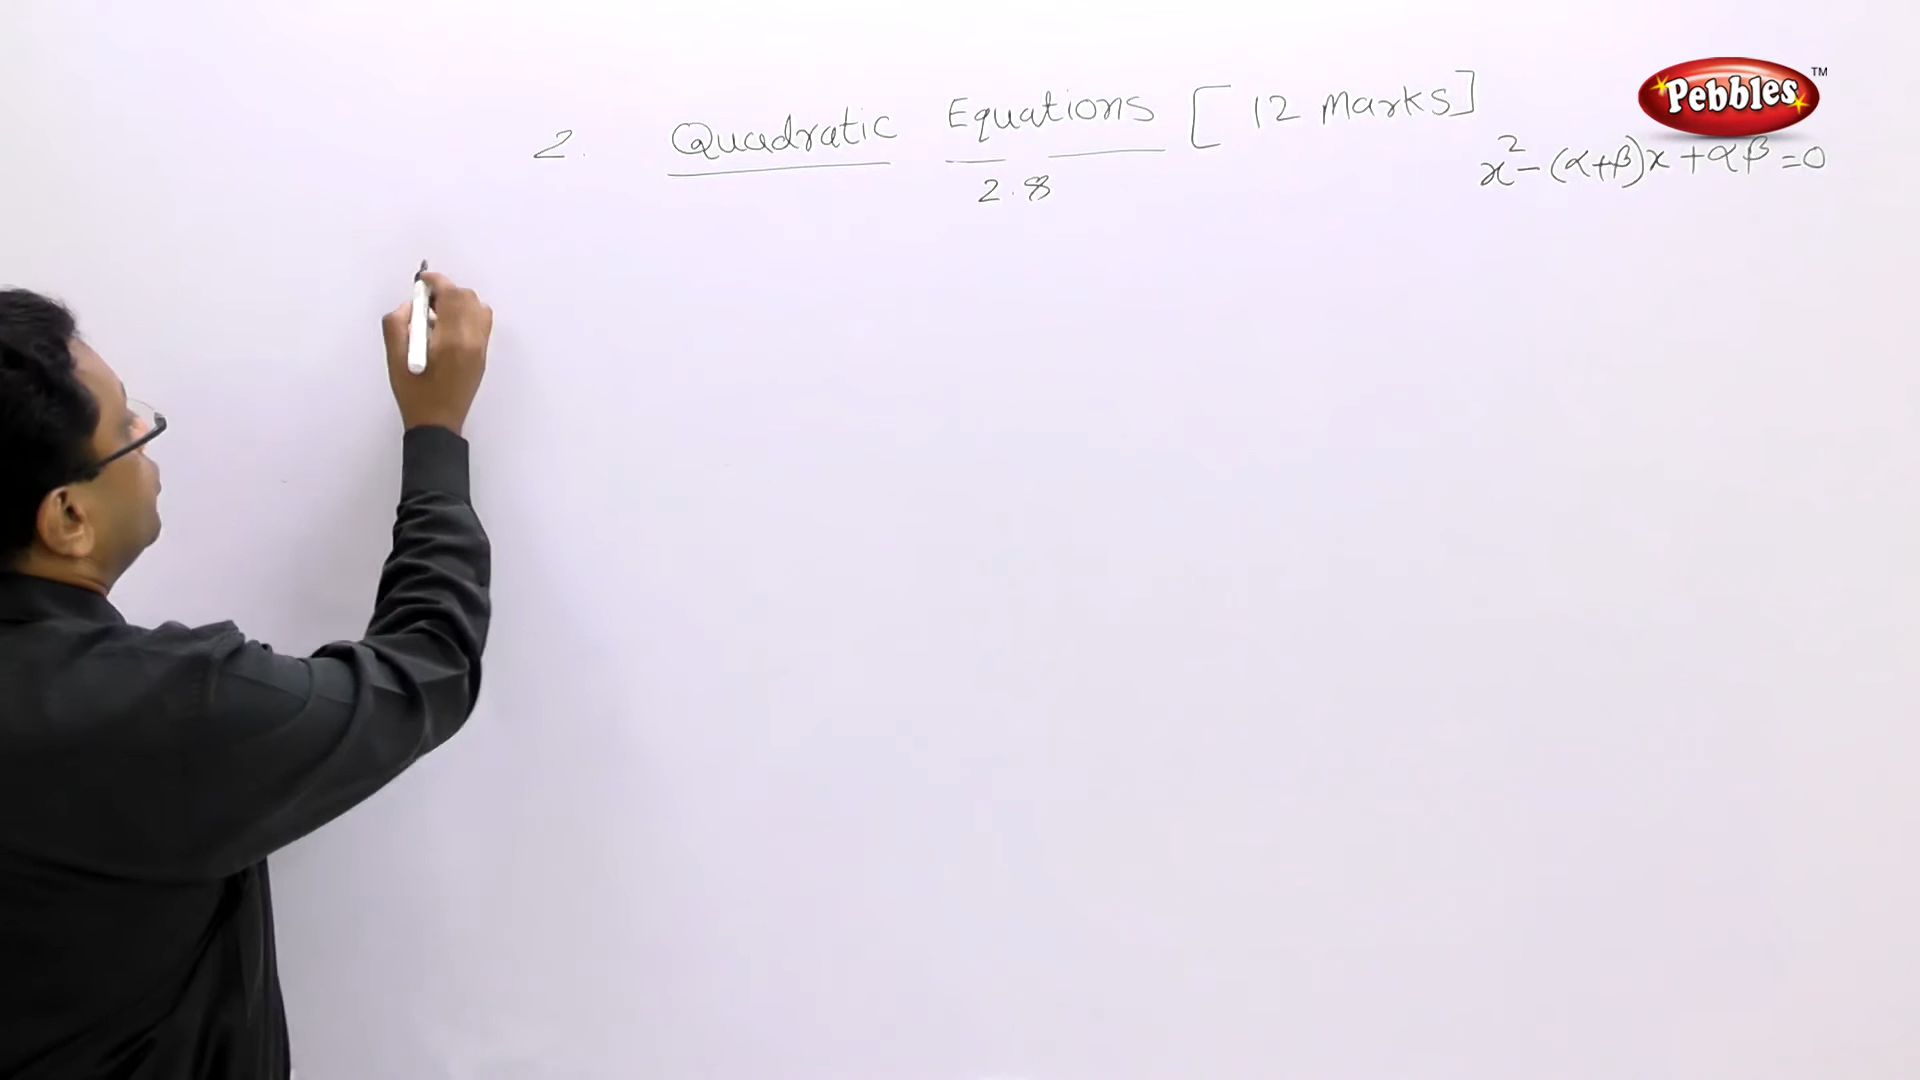 Pebbles TM
2. Quadratic Equations [12 Marks]
x² - (α+β)x + αβ = 0
2.8